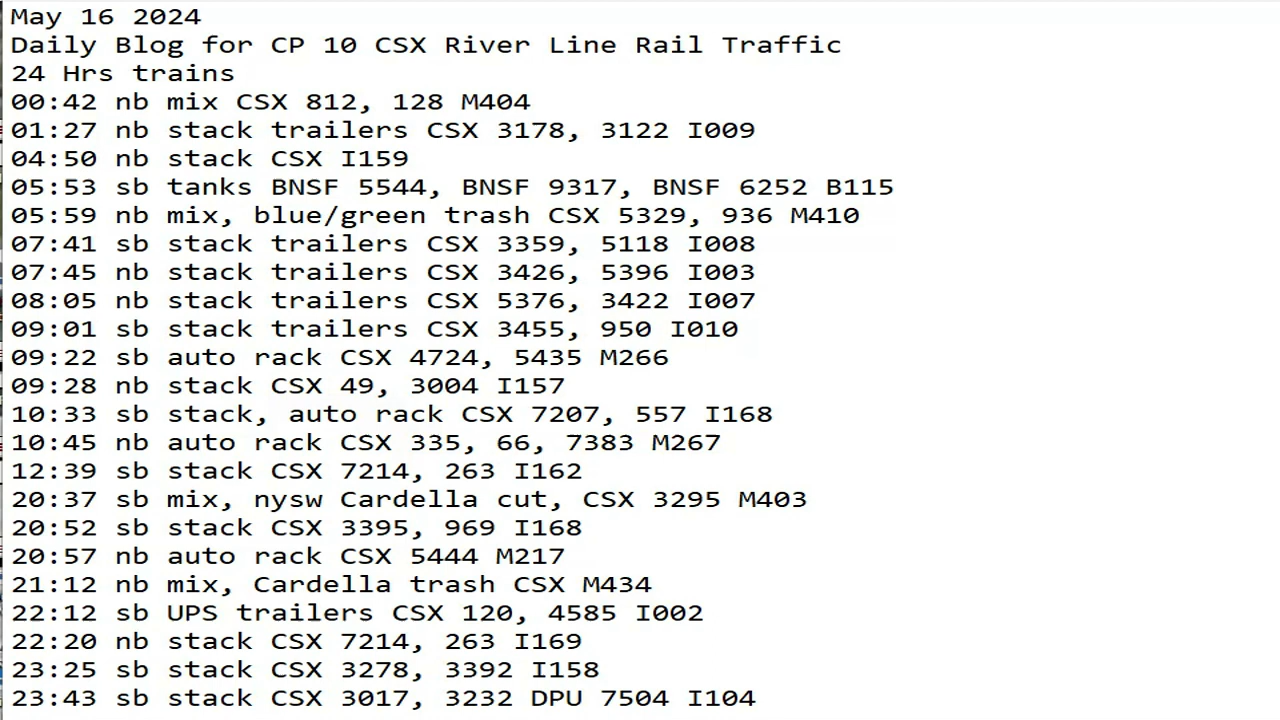 May 16 2024
Daily Blog for CP 10 CSX River Line Rail Traffic
24 Hrs trains
00:42 nb mix CSX 812, 128 M404
01:27 nb stack trailers CSX 3178, 3122 I009
04:50 nb stack CSX I159
05:53 sb tanks BNSF 5544, BNSF 9317, BNSF 6252 B115
05:59 nb mix, blue/green trash CSX 5329, 936 M410
07:41 sb stack trailers CSX 3359, 5118 I008
07:45 nb stack trailers CSX 3426, 5396 I003
08:05 nb stack trailers CSX 5376, 3422 I007
09:01 sb stack trailers CSX 3455, 950 I010
09:22 sb auto rack CSX 4724, 5435 M266
09:28 nb stack CSX 49, 3004 I157
10:33 sb stack, auto rack CSX 7207, 557 I168
10:45 nb auto rack CSX 335, 66, 7383 M267
12:39 sb stack CSX 7214, 263 I162
20:37 sb mix, nysw Cardella cut, CSX 3295 M403
20:52 sb stack CSX 3395, 969 I168
20:57 nb auto rack CSX 5444 M217
21:12 nb mix, Cardella trash CSX M434
22:12 sb UPS trailers CSX 120, 4585 I002
22:20 nb stack CSX 7214, 263 I169
23:25 sb stack CSX 3278, 3392 I158
23:43 sb stack CSX 3017, 3232 DPU 7504 I104